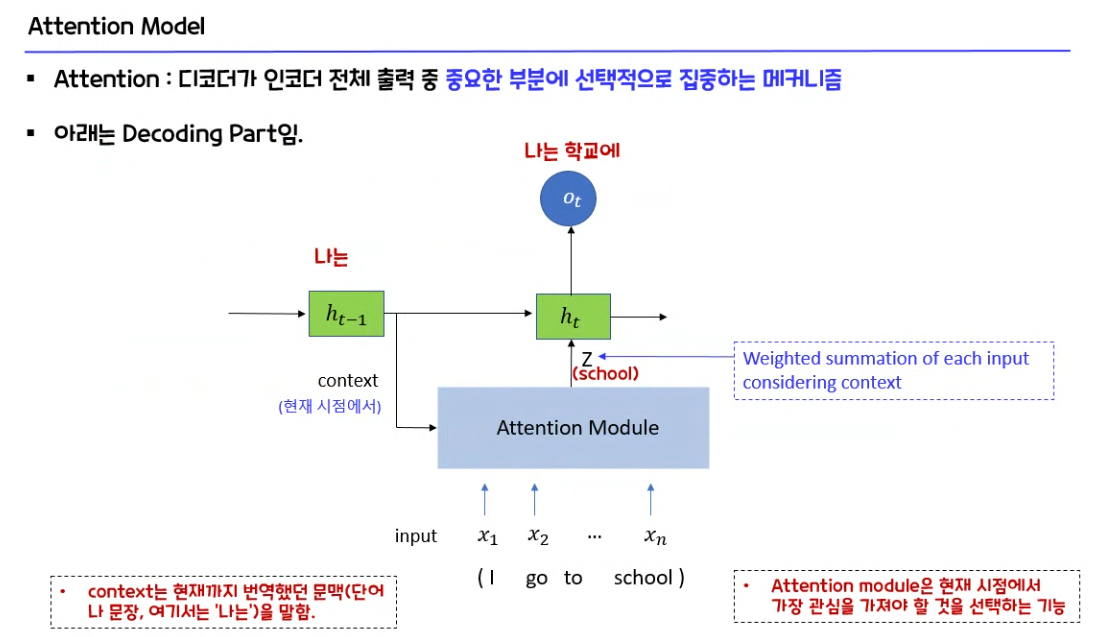 Attention Model
▪ Attention : 디코더가 인코더 전체 출력 중 중요한 부분에 선택적으로 집중하는 메커니즘
▪ 아래는 Decoding Part임.
나는 학교에
o_t
나는
h_{t-1}
h_t
Z
(school)
Weighted summation of each input
considering context
context
(현재 시점에서)
Attention Module
input x_1 x_2 ... x_n
( I go to school )
• context는 현재까지 번역했던 문맥(단어
나 문장, 여기서는 '나는')을 말함.
• Attention module은 현재 시점에서
가장 관심을 가져야 할 것을 선택하는 기능